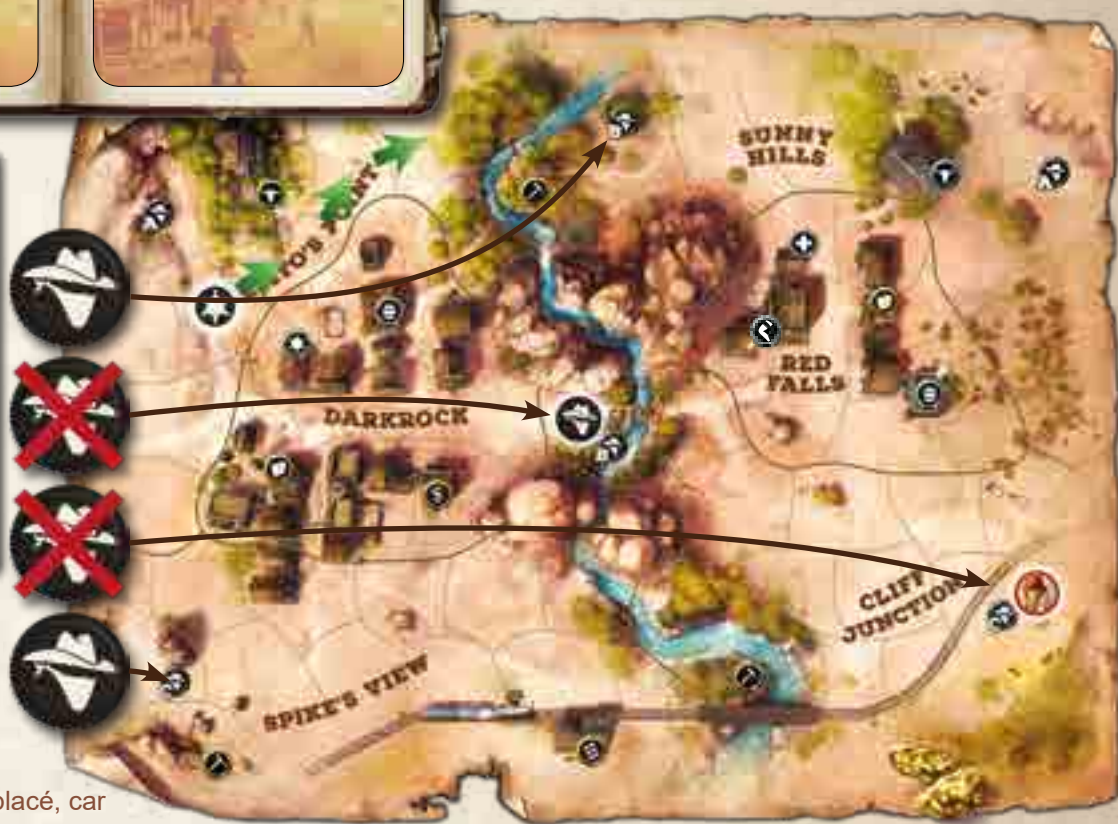 SUNNY
HILLS
RED
FALLS
DARKROCK
CLIFF
JUNCTION
SPIKE'S VIEW
placé, car